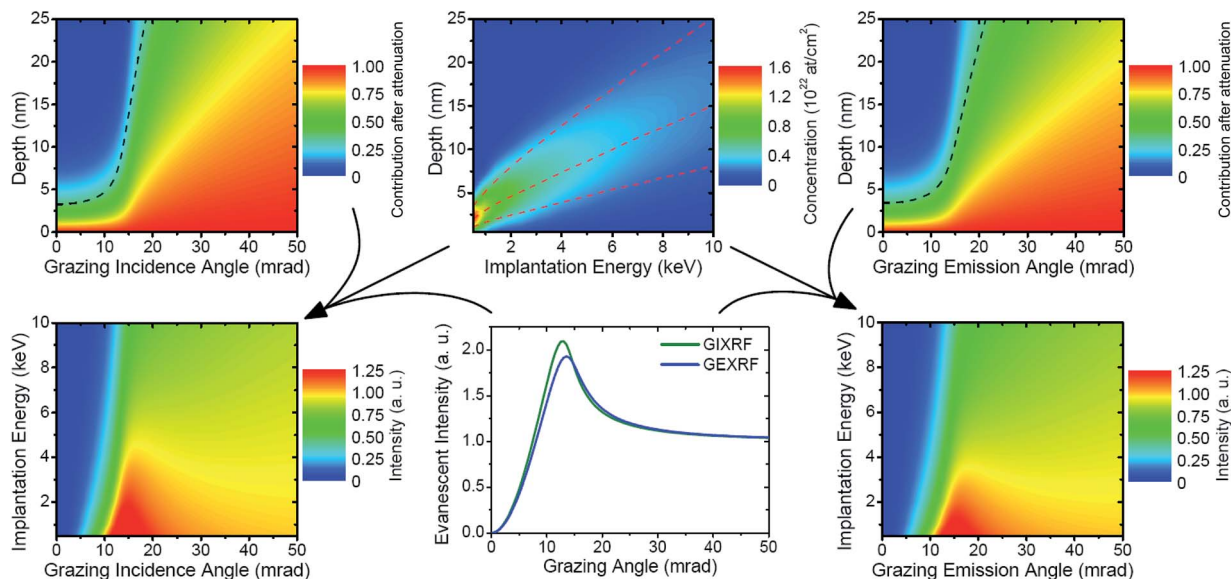 25
20
15
10
5
0
Depth (nm)
0 10 20 30 40 50
Grazing Incidence Angle (mrad)
1.00
0.75
0.50
0.25
0
Contribution after attenuation
25
20
15
10
5
0
Depth (nm)
2 4 6 8 10
Implantation Energy (keV)
1.6
1.2
0.8
0.4
0
Concentration (10²² at/cm²)
25
20
15
10
5
0
Depth (nm)
0 10 20 30 40 50
Grazing Emission Angle (mrad)
1.00
0.75
0.50
0.25
0
Contribution after attenuation
10
8
6
4
2
Implantation Energy (keV)
0 10 20 30 40 50
Grazing Incidence Angle (mrad)
1.25
1.00
0.75
0.50
0.25
0
Intensity (a. u.)
2.0
1.5
1.0
0.5
0.0
Evanescent Intensity (a. u.)
GIXRF
GEXRF
0 10 20 30 40 50
Grazing Angle (mrad)
10
8
6
4
2
Implantation Energy (keV)
0 10 20 30 40 50
Grazing Emission Angle (mrad)
1.25
1.00
0.75
0.50
0.25
0
Intensity (a. u.)